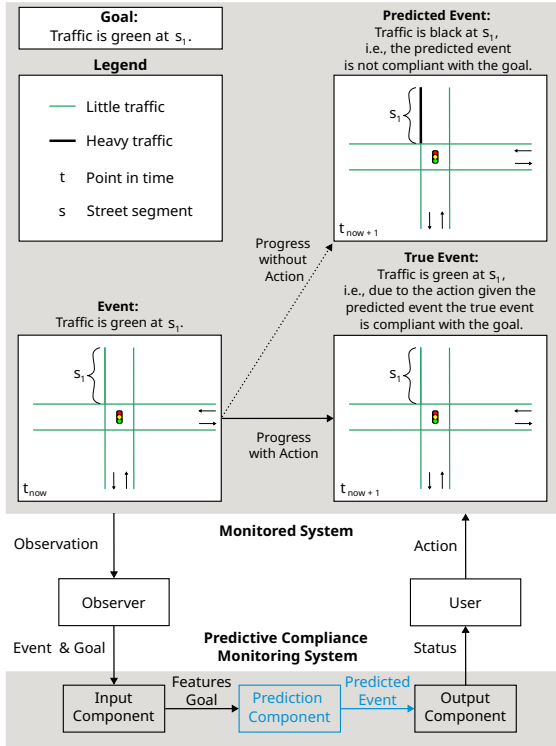 Goal:
Traffic is green at s1.
Legend
Little traffic
Heavy traffic
t Point in time
s Street segment
Predicted Event:
Traffic is black at s1,
i.e., the predicted event
is not compliant with the goal.
s1
tnow + 1
Progress
without
Action
True Event:
Traffic is green at s1,
i.e., due to the action given the
predicted event the true event
is compliant with the goal.
Event:
Traffic is green at s1.
s1
tnow
Progress
with Action
s1
tnow + 1
Monitored System
Observation
Action
Observer
User
Event & Goal
Predictive Compliance
Monitoring System
Status
Input
Component
Features
Goal
Prediction
Component
Predicted
Event
Output
Component